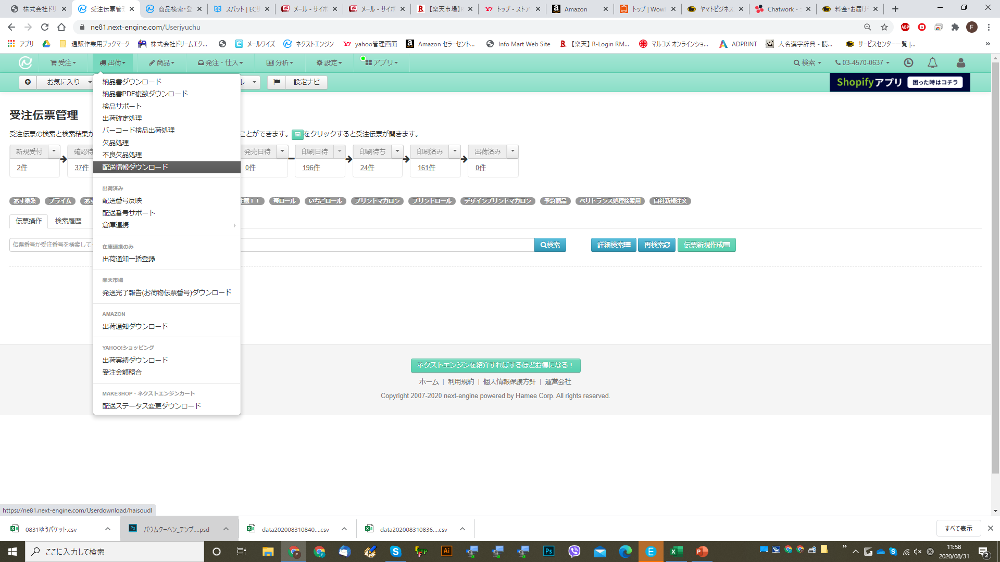 株式会社ドリ
受注伝票管理
商品検索・登
スパット | ECサ
メール - サイボ
メール - サイボ
【楽天市場】R
トップ - ストア
Amazon
トップ | Wow!
ヤマトビジネス
Chatwork -
料金・お届け
ne81.next-engine.com/Userjyuchu
アプリ
通販作業用ブックマーク
株式会社ドリームエク...
メールワイズ
ネクストエンジン
yahoo管理画面
Amazon セラーセント...
Info Mart Web Site
【楽天】R-Login RM...
マルコメ オンラインショ...
ADPRINT
人名漢字辞典 - 読...
サービスセンター一覧 |...
受注
出荷
商品
発注・仕入
分析
設定
アプリ
検索
03-4570-0637
お気に入り
ル
設定ナビ
Shopifyアプリ 困った時はコチラ
納品書ダウンロード
納品書PDF複数ダウンロード
検品サポート
出荷確定処理
バーコード検品出荷処理
欠品処理
不良欠品処理
配送情報ダウンロード
出荷済み
配送番号反映
配送番号サポート
倉庫連携
在庫連携のみ
出荷通知一括登録
楽天市場
発送完了報告(お荷物伝票番号)ダウンロード
AMAZON
出荷通知ダウンロード
YAHOO!ショッピング
出荷実績ダウンロード
受注金額照合
MAKESHOP・ネクストエンジンカート
配送ステータス変更ダウンロード
受注伝票管理
受注伝票の検索と検索結果か
ことができます。 をクリックすると受注伝票が開きます。
新規受付
確認待
発売日待
印刷日待
印刷待ち
印刷済み
出荷済み
2件
37件
0件
196件
24件
161件
0件
あす楽系
プライム
あす
注意！！
苺ロール
いちごロール
プリントマカロン
プリントロール
デザインプリントマカロン
予約商品
ベリトランス処理検索用
自社新規注文
伝票操作
検索履歴
伝票番号か受注番号を検索して
検索
詳細検索
再検索
伝票新規作成
ネクストエンジンを紹介すればするほどお得になる！
ホーム | 利用規約 | 個人情報保護方針 | 運営会社
Copyright 2007-2020 next-engine powered by Hamee Corp. All rights reserved.
https://ne81.next-engine.com/Userdownload/haisoudl
0831ゆうパケット.csv
バウムクーヘン_テンプ....psd
data202008310840....csv
data202008310836....csv
すべて表示
ここに入力して検索
11:58
2020/08/31
2